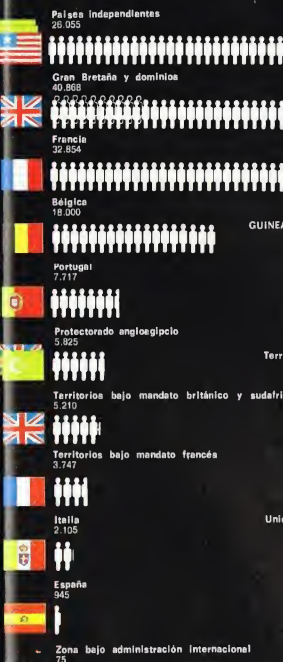 Países independientes
26.055
Gran Bretaña y dominios
40.868
Francia
32.854
Bélgica
18.000
GUINEA
Portugal
7.717
Protectorado angloegipcio
5.825
Terr
Territorios bajo mandato británico y sudafri
5.210
Territorios bajo mandato francés
3.747
Italia
2.105
Uni
España
945
Zona bajo administración internacional
75